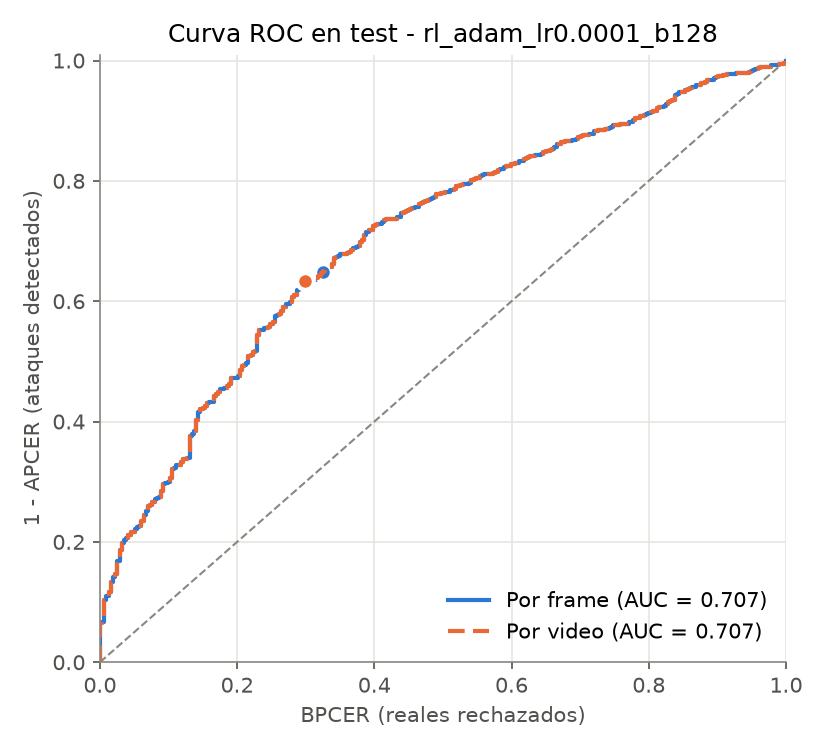 Curva ROC en test - rl_adam_lr0.0001_b128
1 - APCER (ataques detectados)
1.0
0.8
0.6
0.4
0.2
0.0
Por frame (AUC = 0.707)
Por video (AUC = 0.707)
0.0 0.2 0.4 0.6 0.8 1.0
BPCER (reales rechazados)